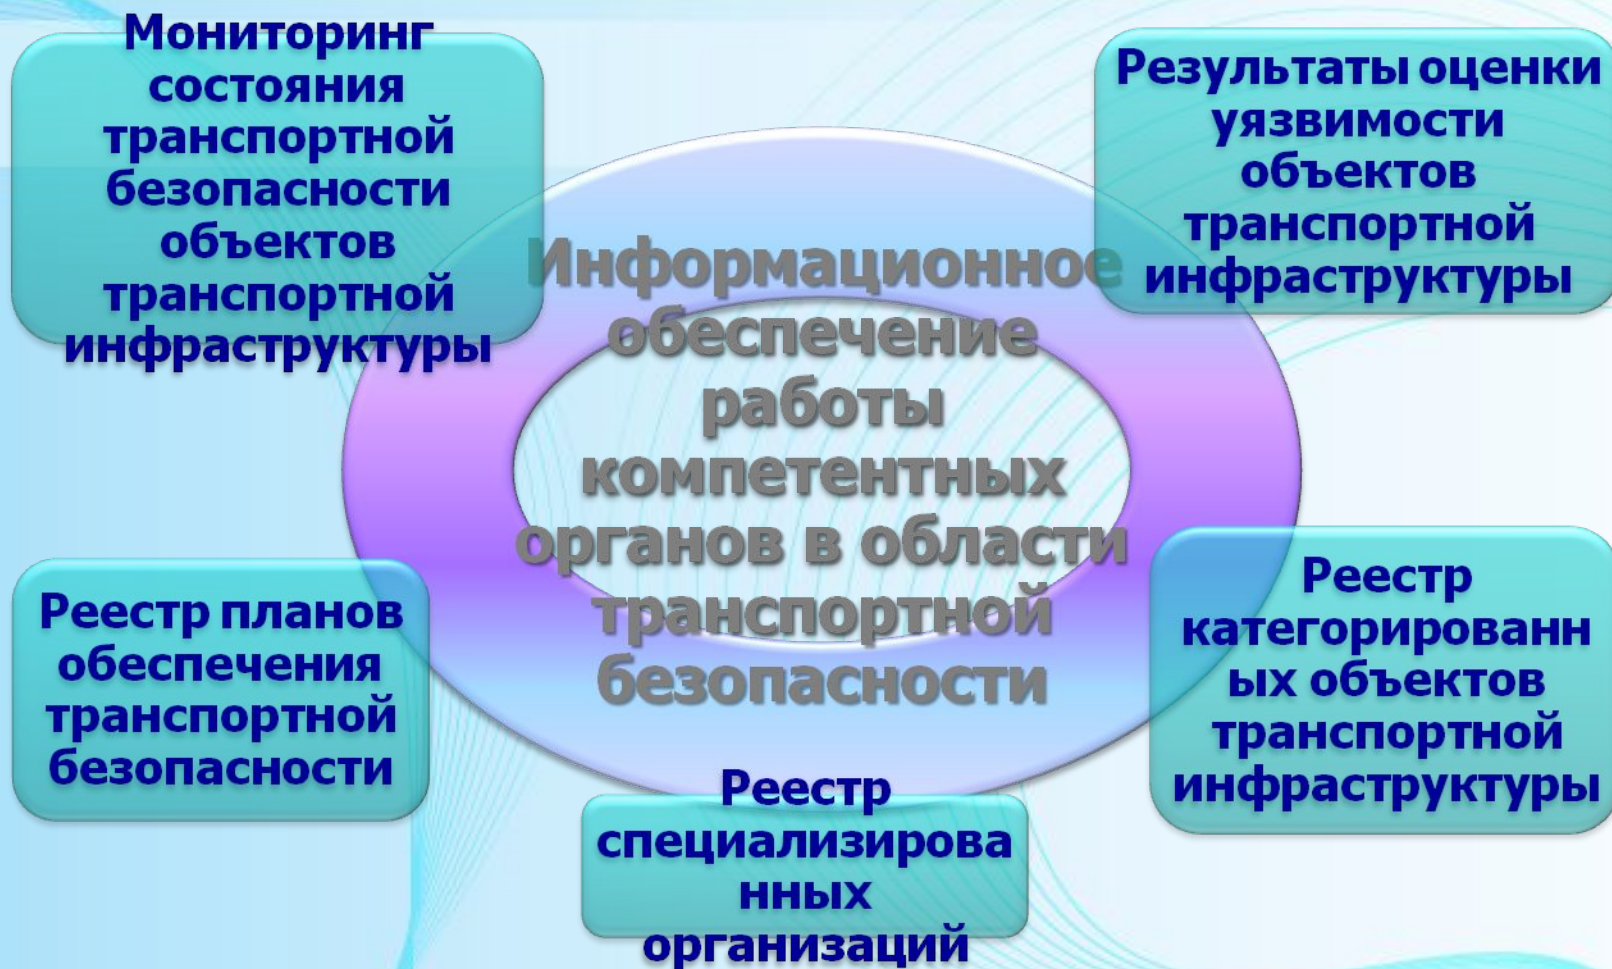 Мониторинг
состояния
транспортной
безопасности
объектов
транспортной
инфраструктуры
Результаты оценки
уязвимости
объектов
транспортной
инфраструктуры
Информационное
обеспечение
работы
компетентных
органов в области
транспортной
безопасности
Реестр планов
обеспечения
транспортной
безопасности
Реестр
категорированн
ых объектов
транспортной
инфраструктуры
Реестр
специализирова
нных
организаций